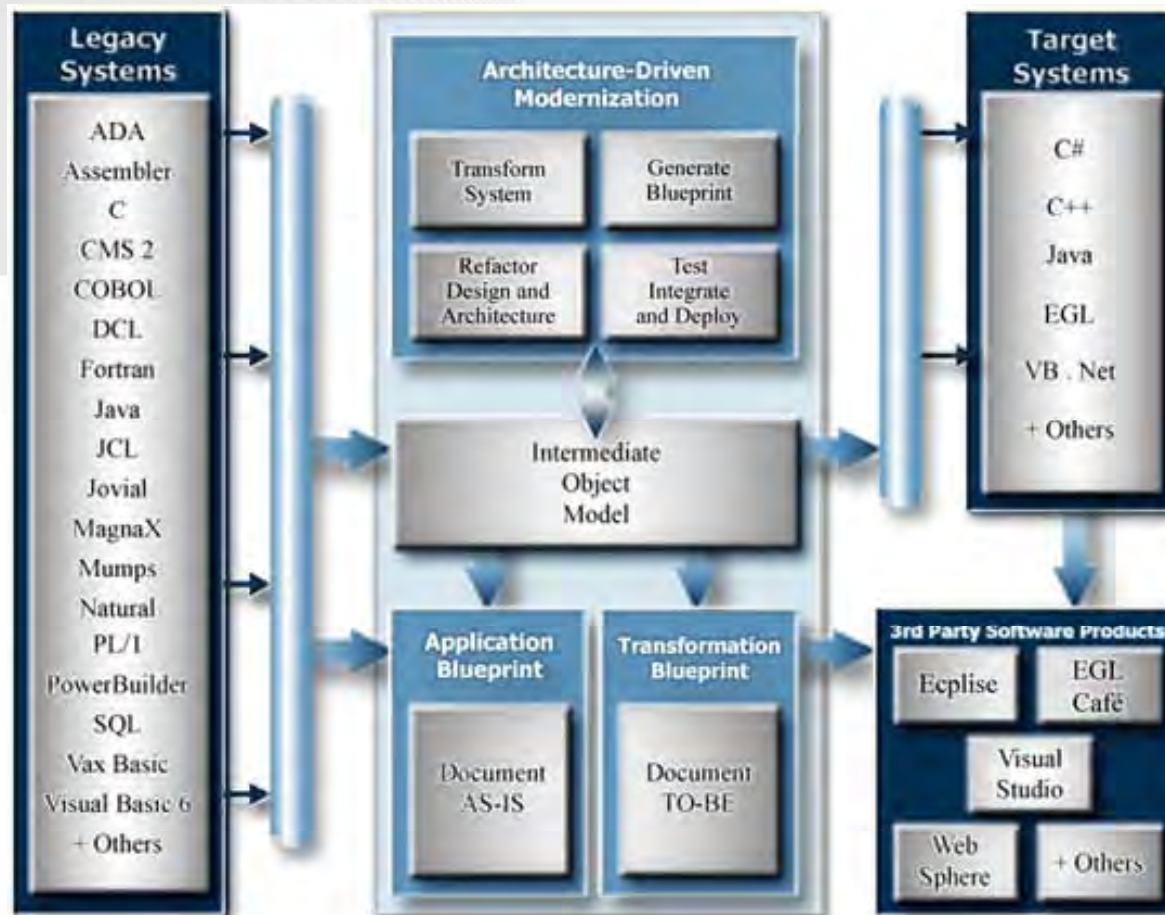 Legacy
Systems
ADA
Assembler
C
CMS 2
COBOL
DCL
Fortran
Java
JCL
Jovial
MagnaX
Mumps
Natural
PL/1
PowerBuilder
SQL
Vax Basic
Visual Basic 6
+ Others
Architecture-Driven
Modernization
Transform
System
Generate
Blueprint
Refactor
Design and
Architecture
Test
Integrate
and Deploy
Intermediate
Object
Model
Application
Blueprint
Document
AS-IS
Transformation
Blueprint
Document
TO-BE
Target
Systems
C#
C++
Java
EGL
VB . Net
+ Others
3rd Party Software Products
Ecplise
EGL
Café
Visual
Studio
Web
Sphere
+ Others